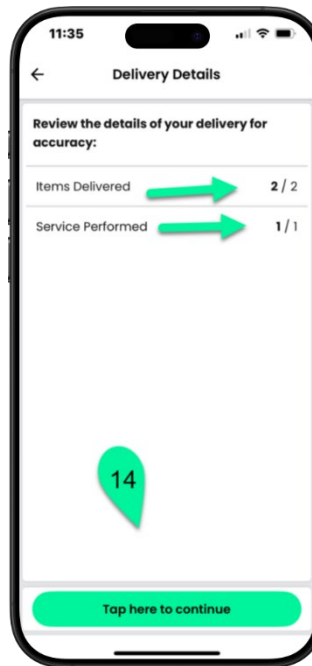 11:35
Delivery Details
Review the details of your delivery for
accuracy:
Items Delivered 2 / 2
Service Performed 1 / 1
14
Tap here to continue